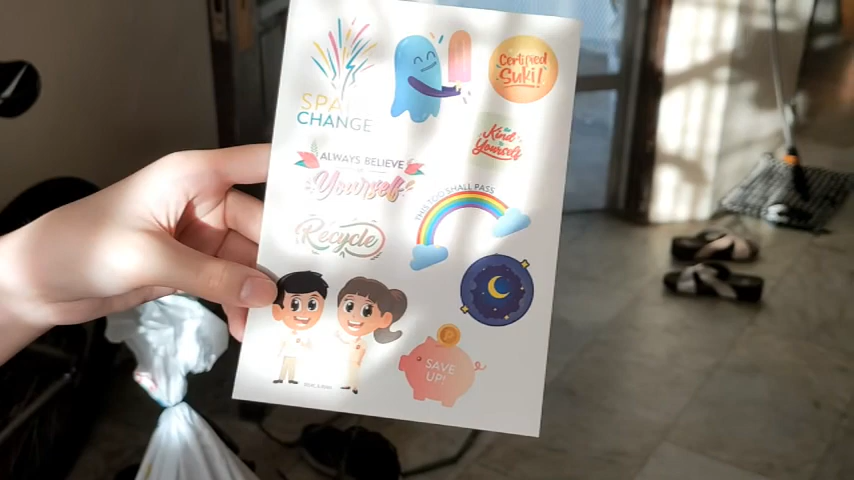 SPA
CHANGE
Certified
Suki!
Kind
Yourself
ALWAYS BELIEVE
Yourself
THIS TOO SHALL PASS
Recycle
SAVE
UP!